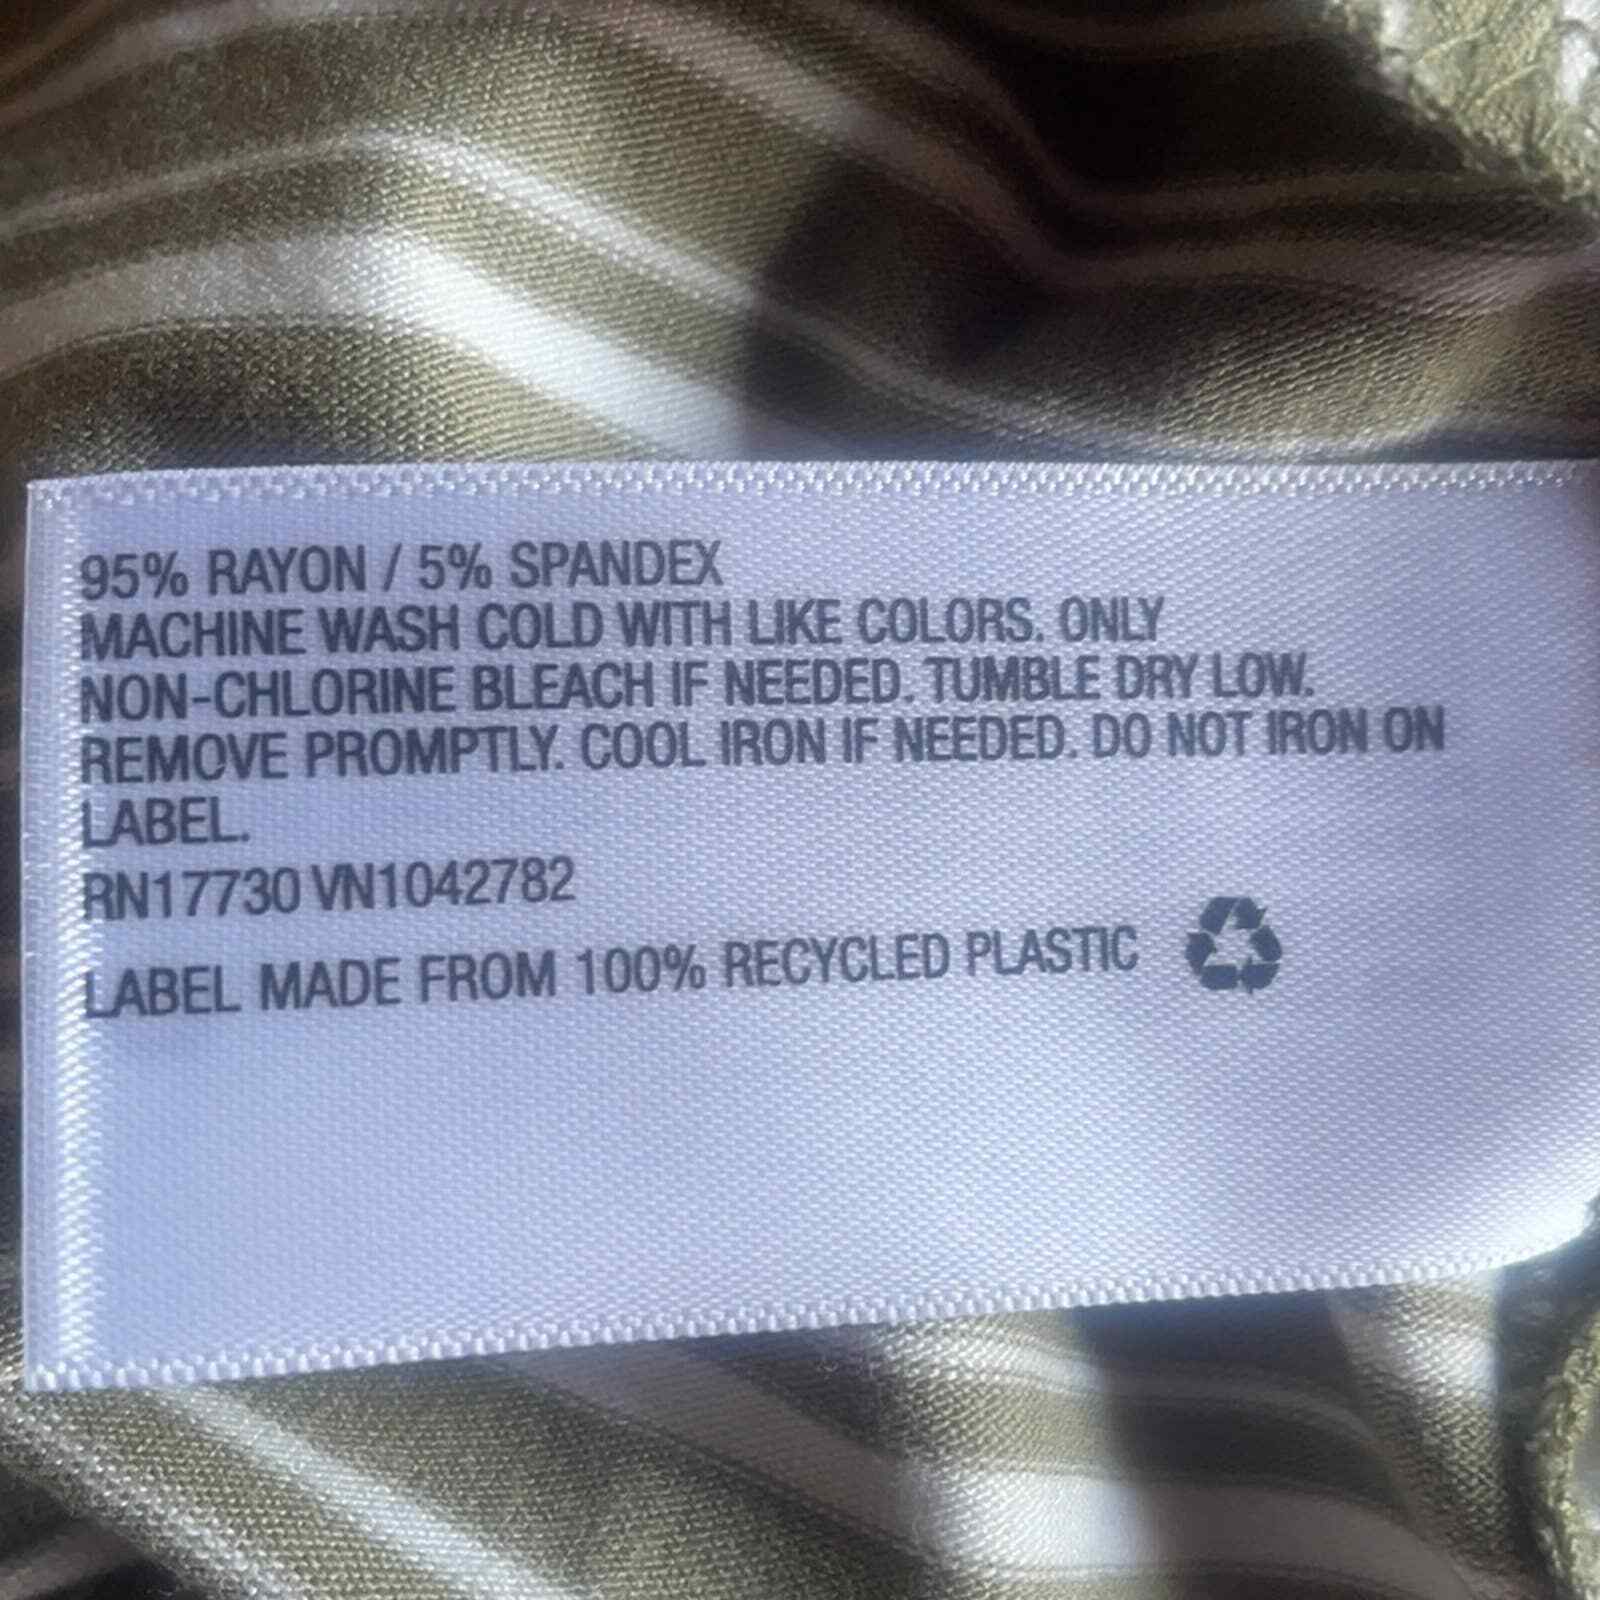 95% RAYON / 5% SPANDEX
MACHINE WASH COLD WITH LIKE COLORS. ONLY
NON-CHLORINE BLEACH IF NEEDED. TUMBLE DRY LOW.
REMOVE PROMPTLY. COOL IRON IF NEEDED. DO NOT IRON ON
LABEL.
RN17730 VN1042782
LABEL MADE FROM 100% RECYCLED PLASTIC